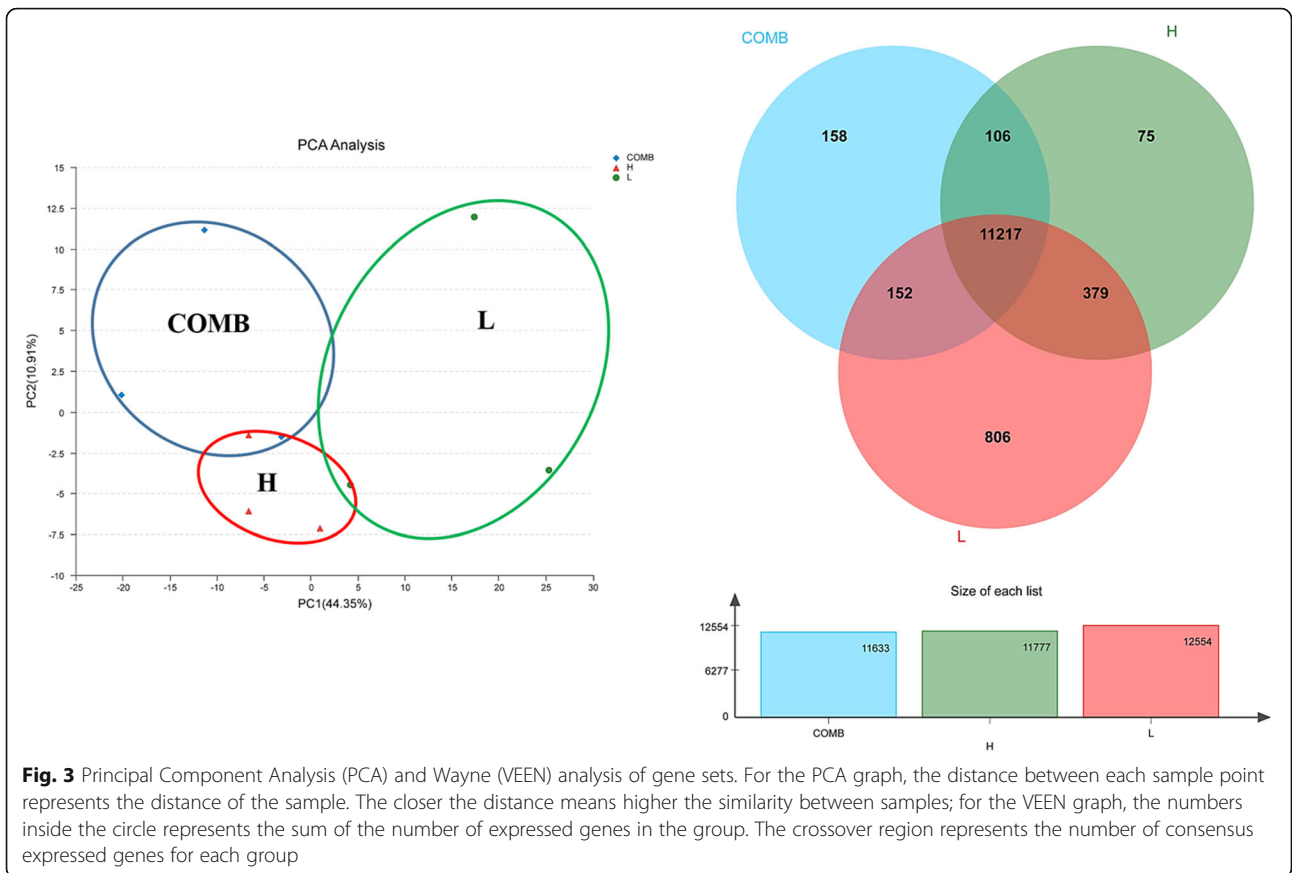 PCA Analysis
COMB
H
L
15
12.5
10
7.5
5
2.5
0
-2.5
-5
-7.5
-10
PC2(10.91%)
COMB
L
H
-25
-20
-15
-10
-5
0
5
10
15
20
25
30
PC1(44.35%)
COMB
H
158
106
75
11217
152
379
806
L
Size of each list
12554
6277
0
11633
11777
12554
COMB
H
L
Fig. 3 Principal Component Analysis (PCA) and Wayne (VEEN) analysis of gene sets. For the PCA graph, the distance between each sample point
represents the distance of the sample. The closer the distance means higher the similarity between samples; for the VEEN graph, the numbers
inside the circle represents the sum of the number of expressed genes in the group. The crossover region represents the number of consensus
expressed genes for each group